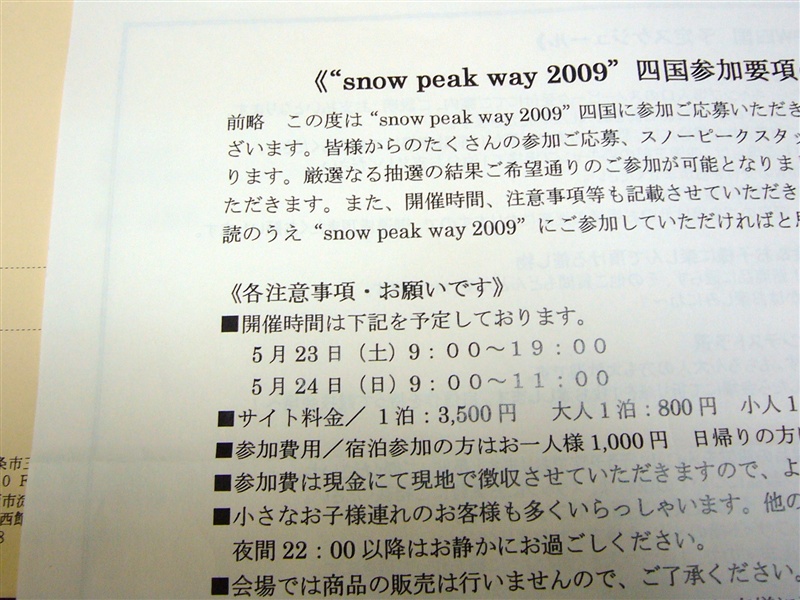 《“snow peak way 2009” 四国参加要項
前略 この度は “snow peak way 2009” 四国に参加ご応募いただき
ざいます。皆様からのたくさんの参加ご応募、スノーピークスタッ
ります。厳選なる抽選の結果ご希望通りのご参加が可能となりま
ただきます。また、開催時間、注意事項等も記載させていただき
読のうえ “snow peak way 2009” にご参加していただければと
《各注意事項・お願いです》
■開催時間は下記を予定しております。
5月23日（土）9：00～19：00
5月24日（日）9：00～11：00
■サイト料金／ 1泊：3,500円 大人1泊：800円 小人1
■参加費用／宿泊参加の方はお一人様1,000円 日帰りの方
■参加費は現金にて現地で徴収させていただきますので、よ
■小さなお子様連れのお客様も多くいらっしゃいます。他の
夜間22：00以降はお静かにお過ごしください。
■会場では商品の販売は行いませんので、ご了承ください。
条市三
0 F
市淀
西館
8